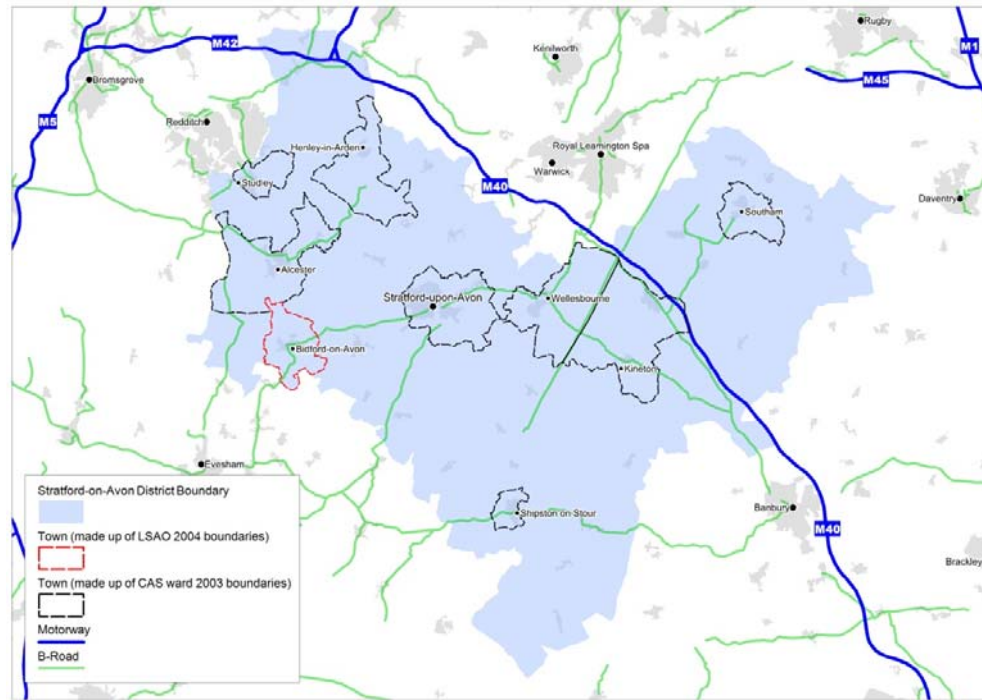 Rugby
M42
Kenilworth
M1
Bromsgrove
M45
M5
Redditch
Henley-in-Arden
Royal Leamington Spa
Warwick
Studley
M40
Daventry
Southam
Alcester
Stratford-upon-Avon
Wellesbourne
Bidford-on-Avon
Kineton
Evesham
Stratford-on-Avon District Boundary
Shipston on Stour
Banbury
M40
Town (made up of LSAO 2004 boundaries)
Brackley
Town (made up of CAS ward 2003 boundaries)
Motorway
B-Road